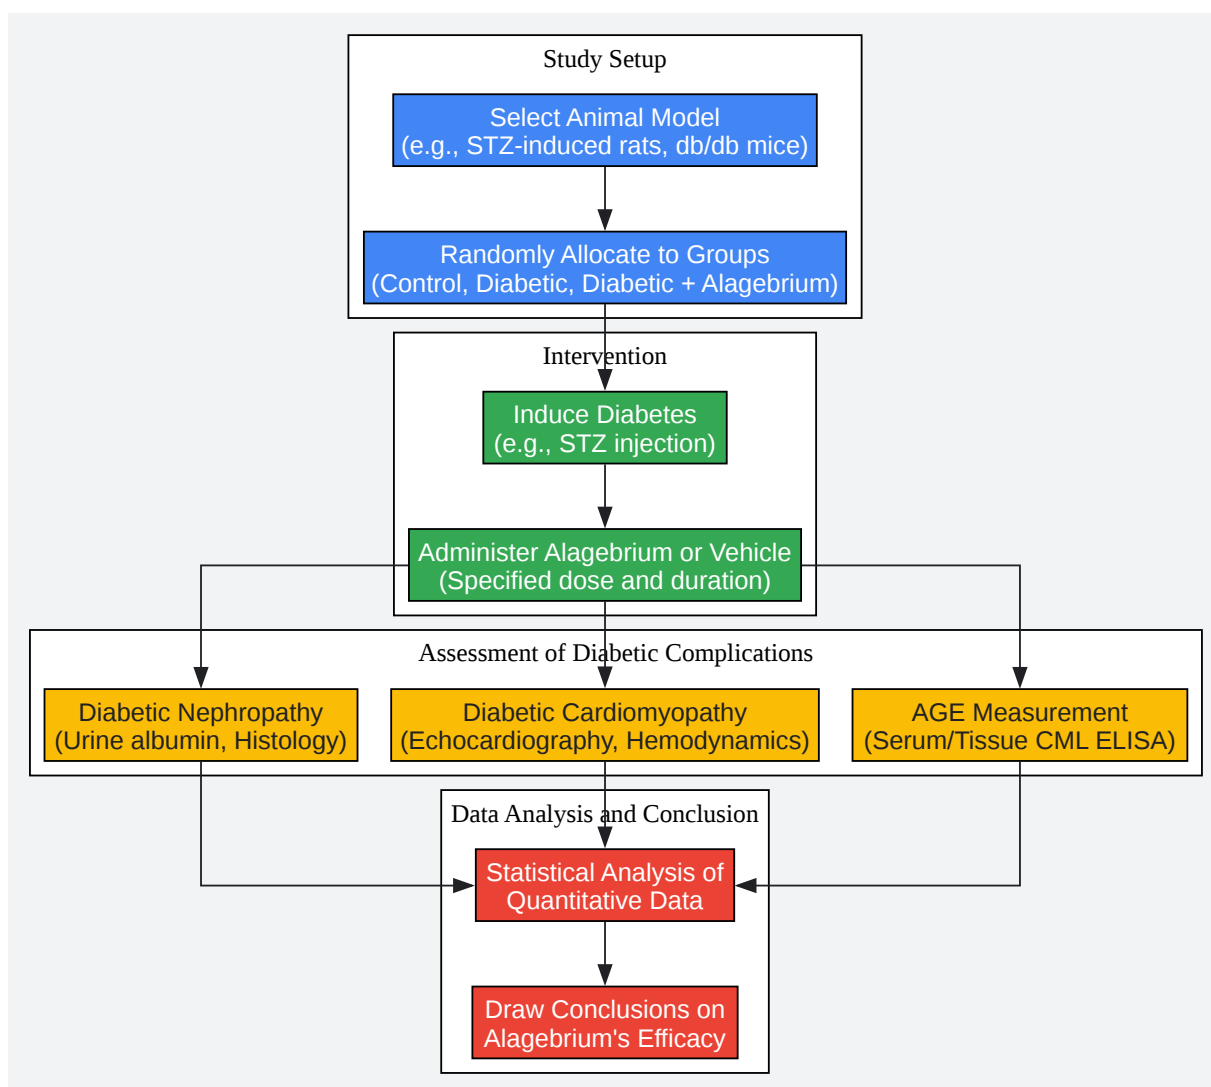 Study Setup
Select Animal Model
(e.g., STZ-induced rats, db/db mice)
Randomly Allocate to Groups
(Control, Diabetic, Diabetic + Alagebrium)
Intervention
Induce Diabetes
(e.g., STZ injection)
Administer Alagebrium or Vehicle
(Specified dose and duration)
Assessment of Diabetic Complications
Diabetic Nephropathy
(Urine albumin, Histology)
Diabetic Cardiomyopathy
(Echocardiography, Hemodynamics)
AGE Measurement
(Serum/Tissue CML ELISA)
Data Analysis and Conclusion
Statistical Analysis of
Quantitative Data
Draw Conclusions on
Alagebrium's Efficacy